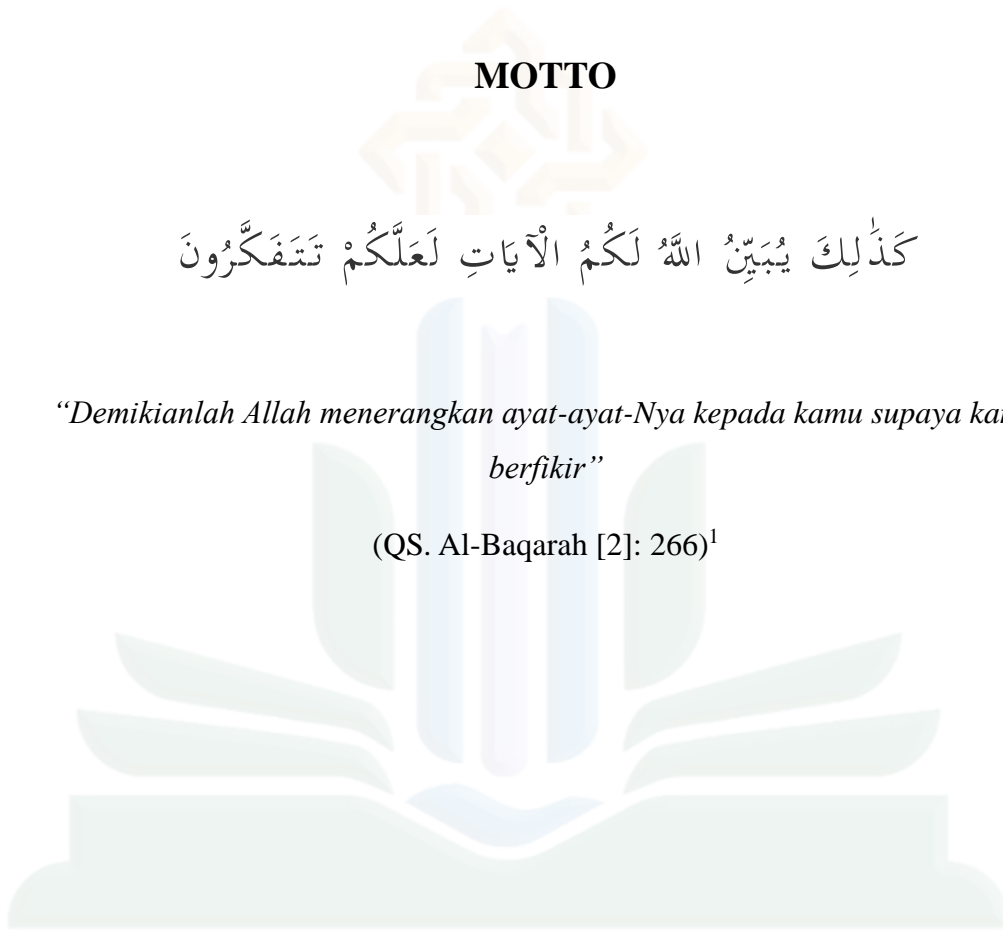 MOTTO
كَذَٰلِكَ يُبَيِّنُ اللَّهُ لَكُمُ الْآيَاتِ لَعَلَّكُمْ تَتَفَكَّرُونَ
“Demikianlah Allah menerangkan ayat-ayat-Nya kepada kamu supaya
berfikir”
(QS. Al-Baqarah [2]: 266)¹